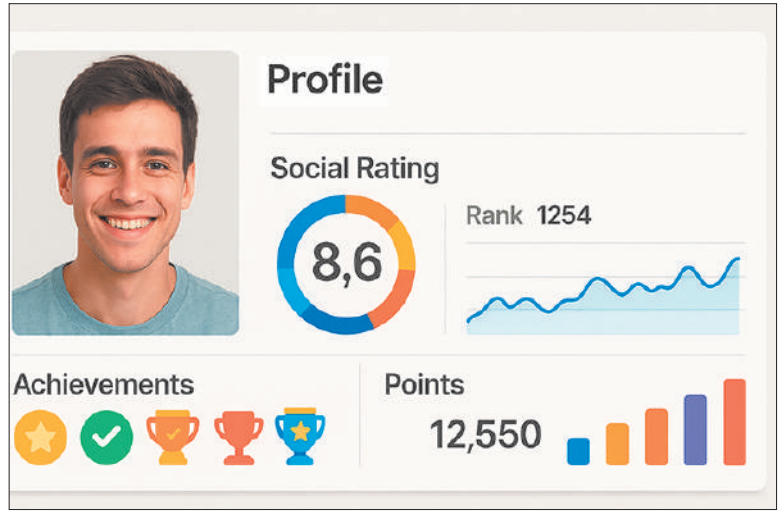 Profile
Social Rating
8,6
Rank 1254
Achievements
Points
12,550